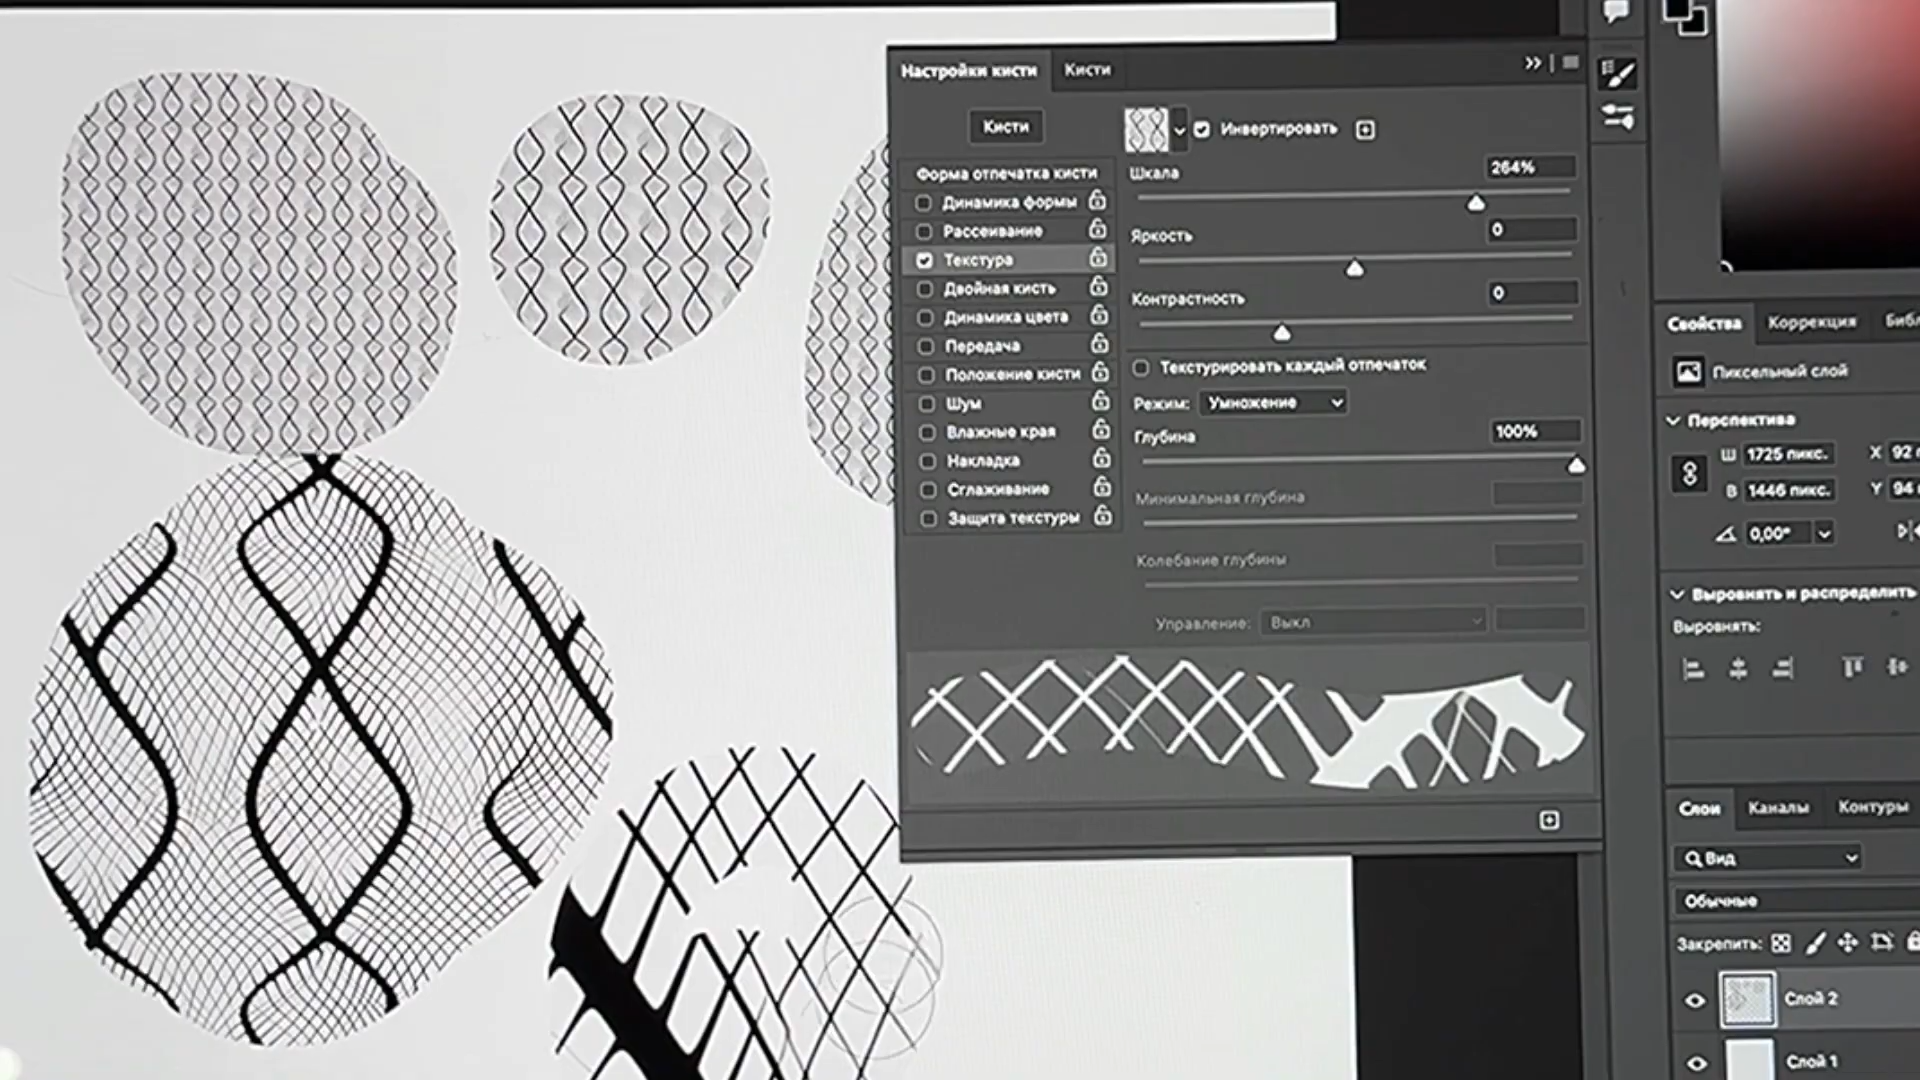 Настройки кисти
Кисти
Кисти
Инвертировать
Форма отпечатка кисти
Динамика формы
Рассеивание
Текстура
Двойная кисть
Динамика цвета
Передача
Положение кисти
Шум
Влажные края
Накладка
Сглаживание
Защита текстуры
Шкала
264%
Яркость
0
Контрастность
0
Текстурировать каждый отпечаток
Режим: Умножение
Глубина
100%
Минимальная глубина
Колебание глубины
Управление: Выкл
Свойства Коррекция Библ
Пиксельный слой
Перспектива
Ш 1725 пикс. X 92
В 1446 пикс. Y 94
0,00°
Выровнять и распределить
Выровнять:
Слои Каналы Контуры
Вид
Обычные
Закрепить:
Слой 2
Слой 1